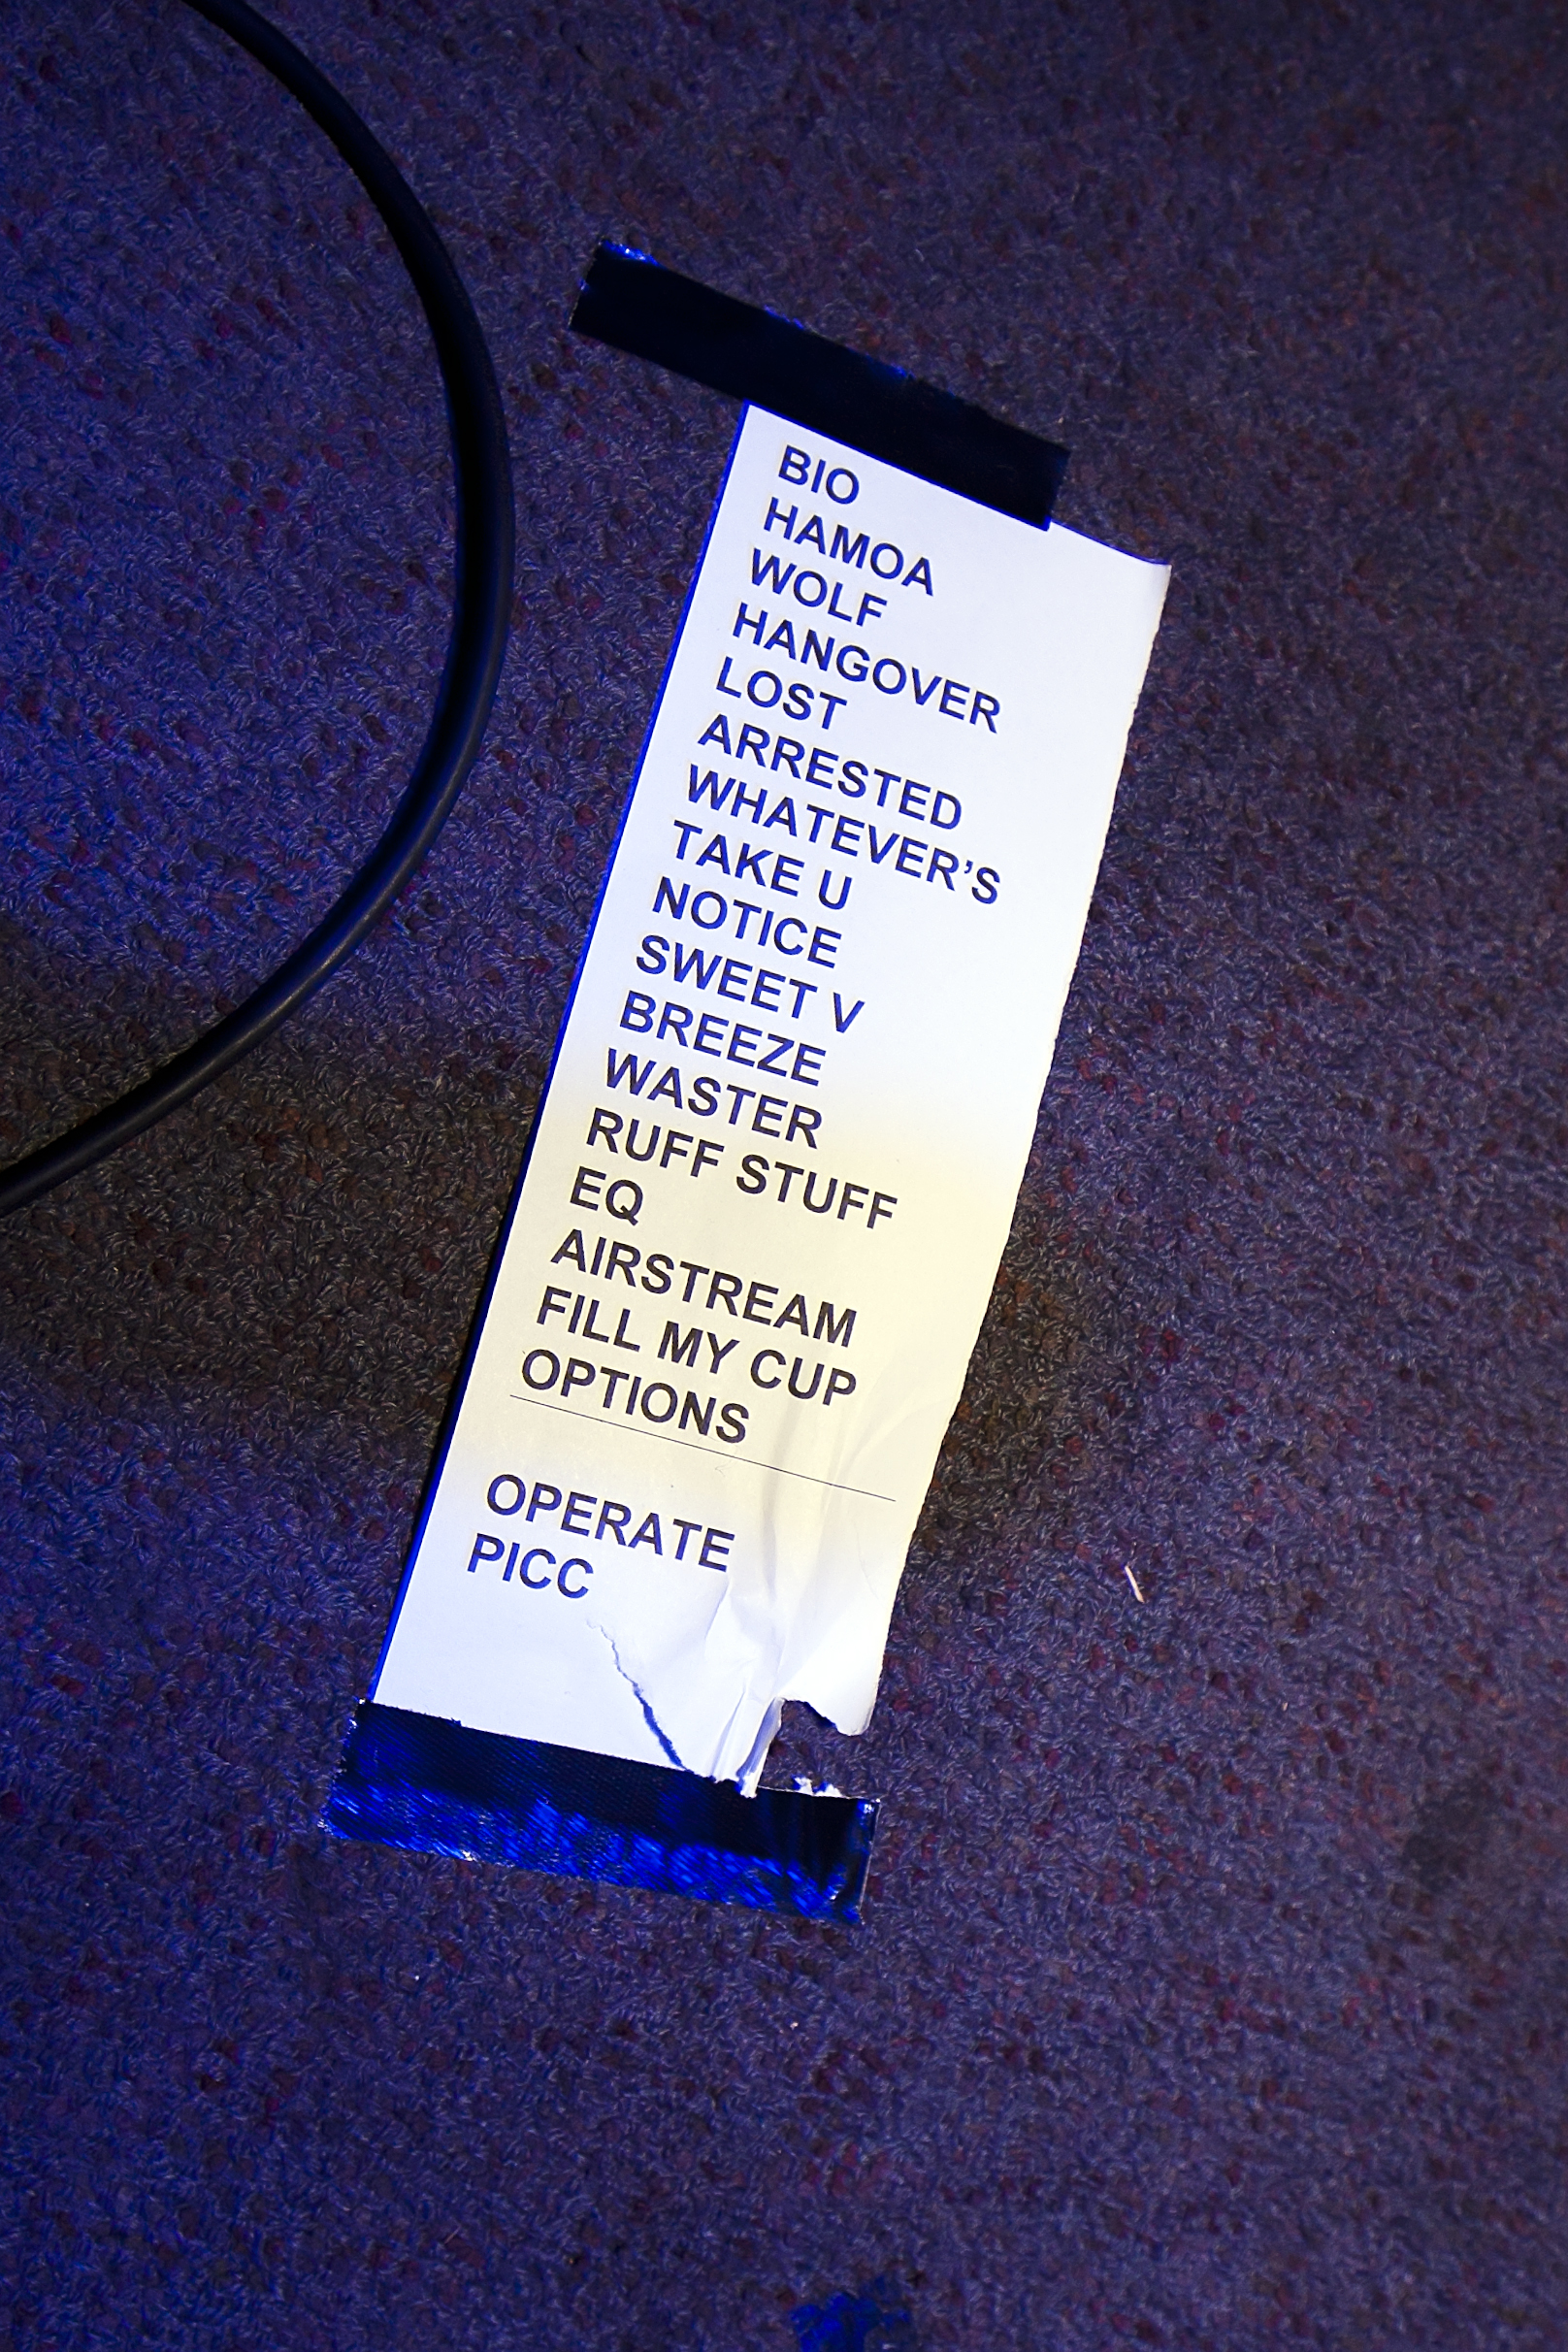 BIO
HAMOA
WOLF
HANGOVER
LOST
ARRESTED
WHATEVER'S
TAKE U
NOTICE
SWEET V
BREEZE
WASTER
RUFF STUFF
EQ
AIRSTREAM
FILL MY CUP
OPTIONS
OPERATE
PICC